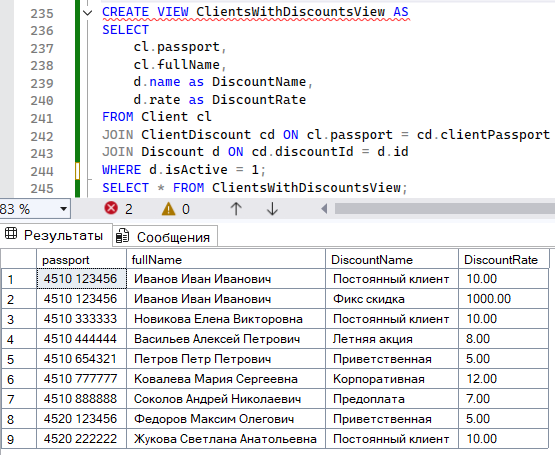 235 CREATE VIEW ClientsWithDiscountsView AS
236 SELECT
237 cl.passport,
238 cl.fullName,
239 d.name as DiscountName,
240 d.rate as DiscountRate
241 FROM Client cl
242 JOIN ClientDiscount cd ON cl.passport = cd.clientPassport
243 JOIN Discount d ON cd.discountId = d.id
244 WHERE d.isActive = 1;
245 SELECT * FROM ClientsWithDiscountsView;
83 % 2 0
Результаты Сообщения
passport fullName DiscountName DiscountRate
1 4510 123456 Иванов Иван Иванович Постоянный клиент 10.00
2 4510 123456 Иванов Иван Иванович Фикс скидка 1000.00
3 4510 333333 Новикова Елена Викторовна Постоянный клиент 10.00
4 4510 444444 Васильев Алексей Петрович Летняя акция 8.00
5 4510 654321 Петров Петр Петрович Приветственная 5.00
6 4510 777777 Ковалева Мария Сергеевна Корпоративная 12.00
7 4510 888888 Соколов Андрей Николаевич Предоплата 7.00
8 4520 123456 Федоров Максим Олегович Приветственная 5.00
9 4520 222222 Жукова Светлана Анатольевна Постоянный клиент 10.00